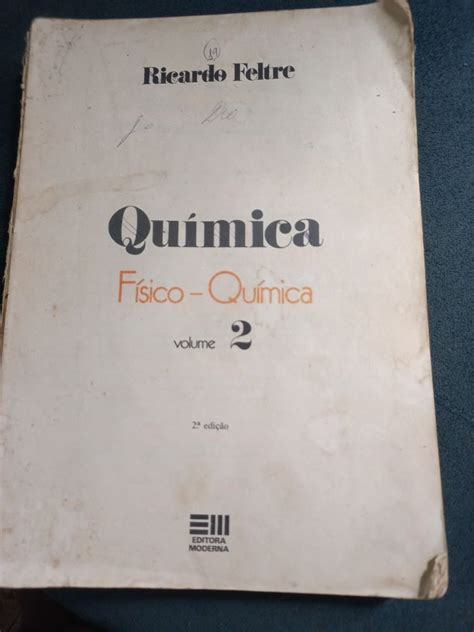 Ricardo Feltre
Química
Físico-Química
volume 2
2ª edição
EDITORA
MODERNA